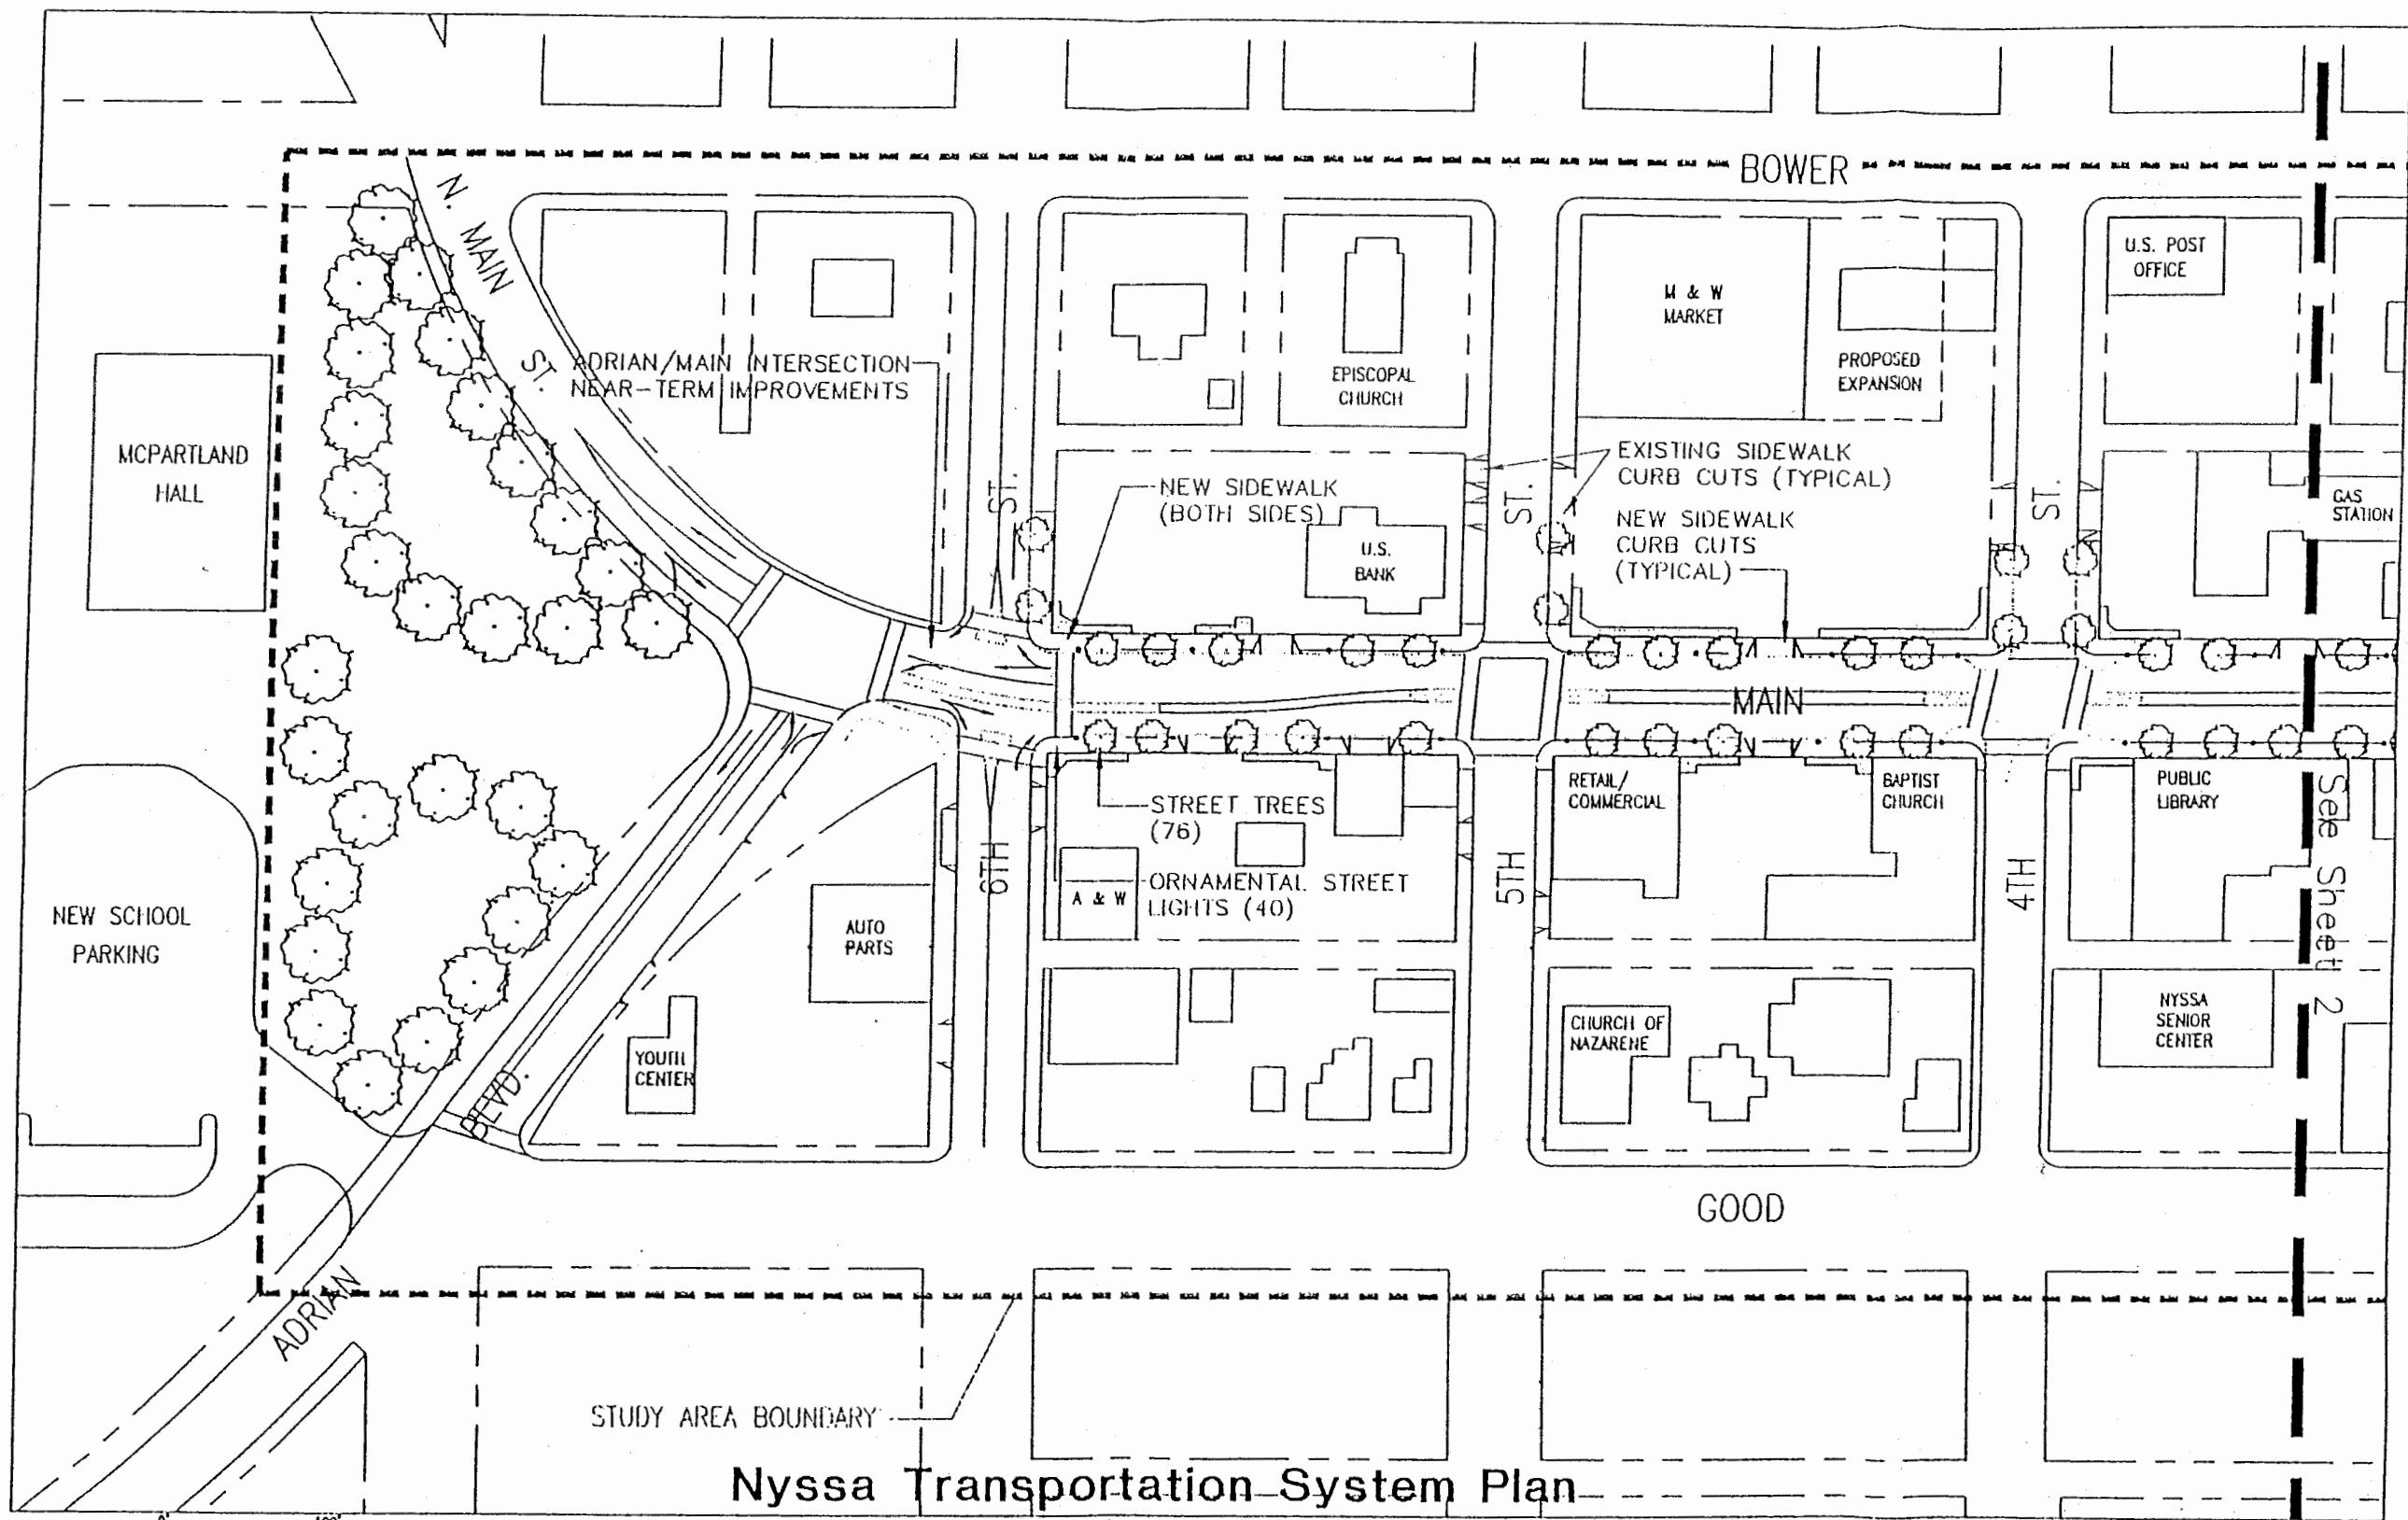 BOWER
N. MAIN
ST.
U.S. POST
OFFICE
M & W
MARKET
PROPOSED
EXPANSION
ADRIAN/MAIN INTERSECTION
NEAR-TERM IMPROVEMENTS
EPISCOPAL
CHURCH
MCPARTLAND
HALL
EXISTING SIDEWALK
CURB CUTS (TYPICAL)
NEW SIDEWALK
(BOTH SIDES)
ST.
ST.
ST.
NEW SIDEWALK
CURB CUTS
(TYPICAL)
GAS
STATION
U.S.
BANK
MAIN
RETAIL/
COMMERCIAL
BAPTIST
CHURCH
PUBLIC
LIBRARY
See Sheet 2
STREET TREES
(76)
6TH
5TH
4TH
A & W
ORNAMENTAL STREET
LIGHTS (40)
NEW SCHOOL
PARKING
AUTO
PARTS
NYSSA
SENIOR
CENTER
CHURCH OF
NAZARENE
YOUTH
CENTER
BLVD.
GOOD
ADRIAN
STUDY AREA BOUNDARY
Nyssa Transportation System Plan